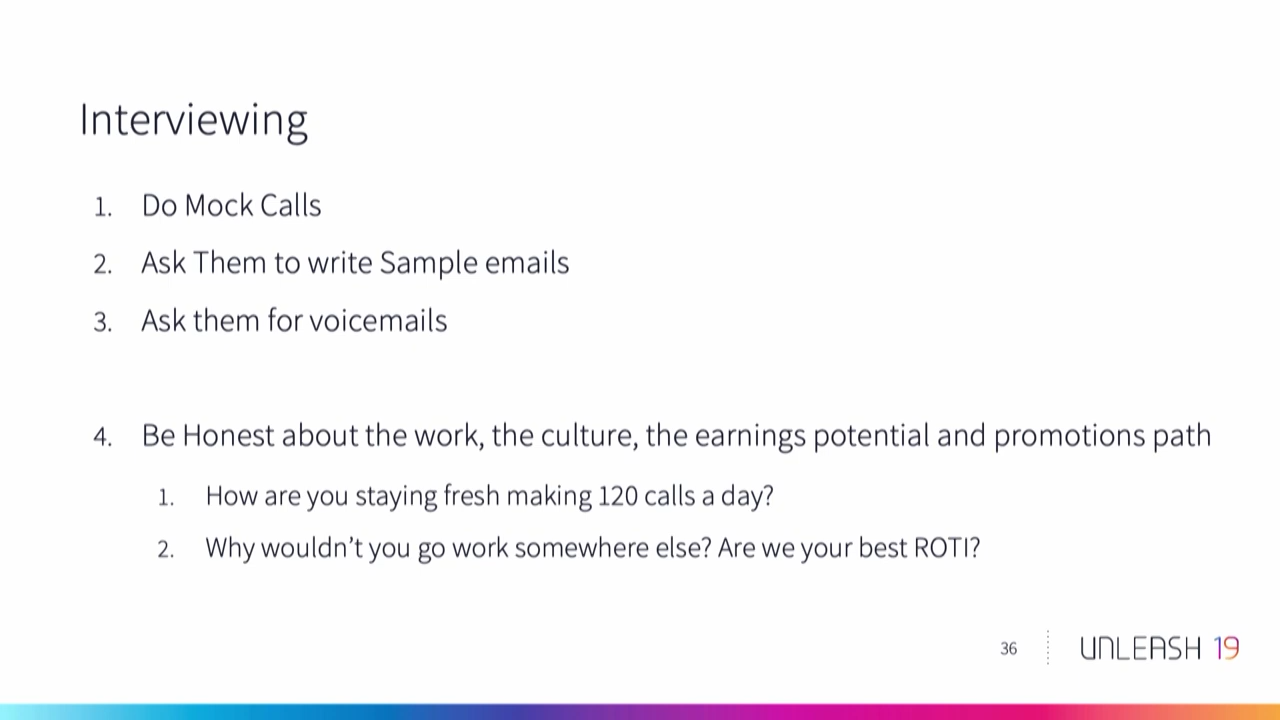 Interviewing
1. Do Mock Calls
2. Ask Them to write Sample emails
3. Ask them for voicemails
4. Be Honest about the work, the culture, the earnings potential and promotions path
1. How are you staying fresh making 120 calls a day?
2. Why wouldn’t you go work somewhere else? Are we your best ROTI?
36
UNLEASH 19